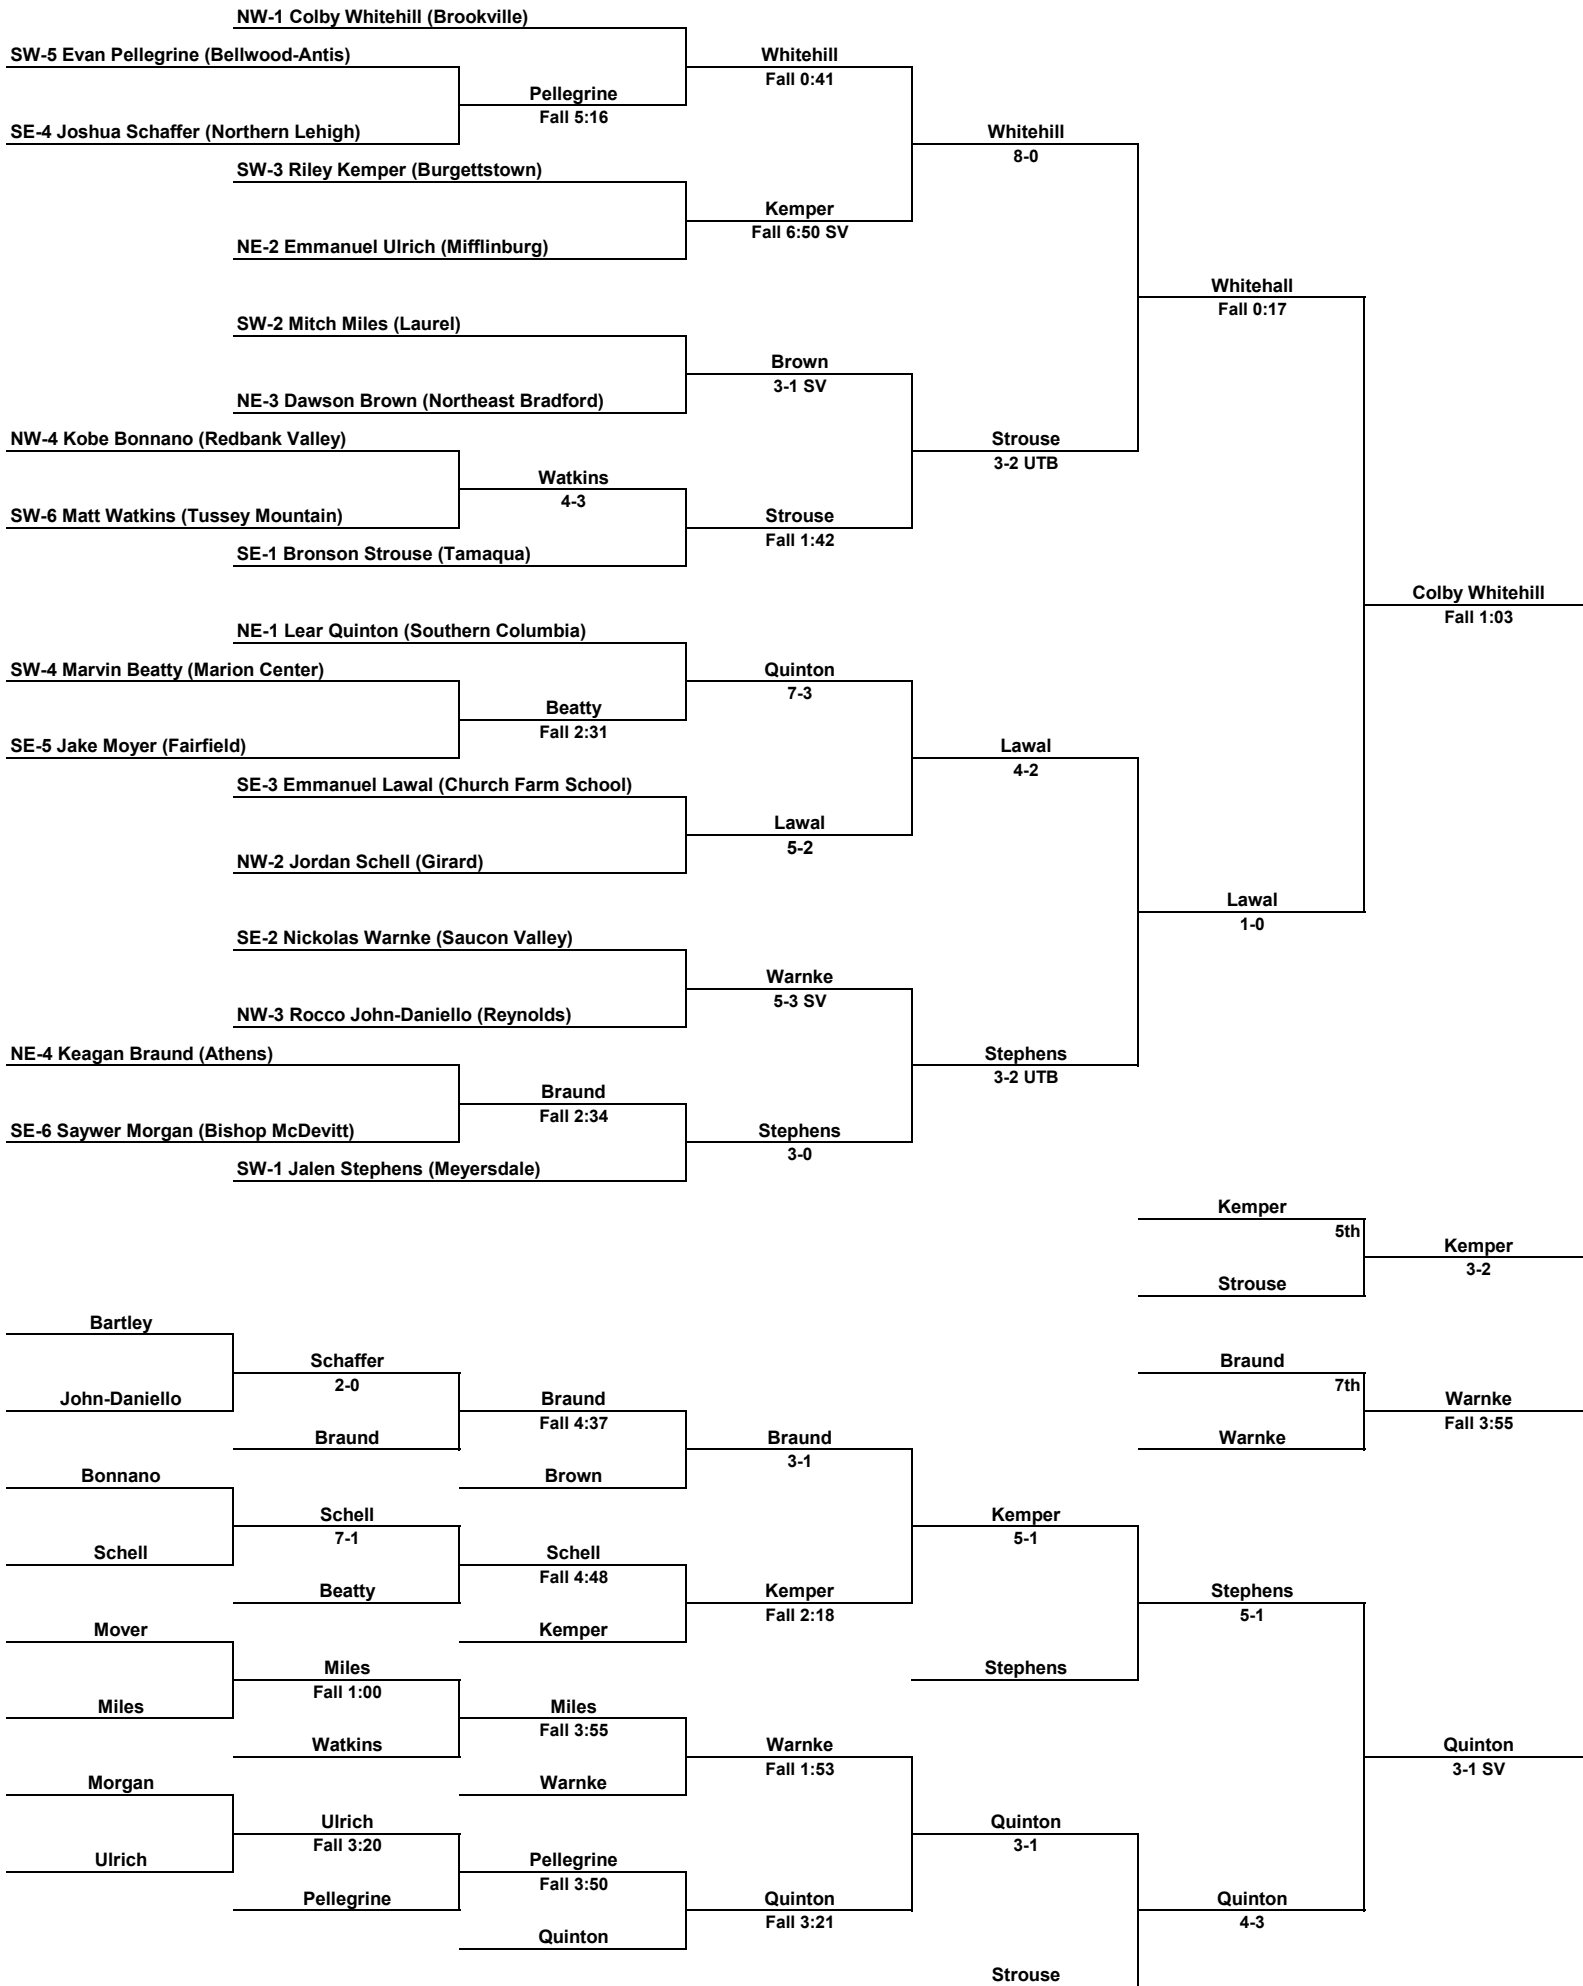 NW-1 Colby Whitehill (Brookville)
SW-5 Evan Pellegrine (Bellwood-Antis)
Whitehill
Fall 0:41
Pellegrine
Fall 5:16
SE-4 Joshua Schaffer (Northern Lehigh)
Whitehill
8-0
SW-3 Riley Kemper (Burgettstown)
Kemper
Fall 6:50 SV
NE-2 Emmanuel Ulrich (Mifflinburg)
Whitehall
Fall 0:17
SW-2 Mitch Miles (Laurel)
Brown
3-1 SV
NE-3 Dawson Brown (Northeast Bradford)
NW-4 Kobe Bonnano (Redbank Valley)
Strouse
3-2 UTB
Watkins
4-3
SW-6 Matt Watkins (Tussey Mountain)
Strouse
Fall 1:42
SE-1 Bronson Strouse (Tamaqua)
Colby Whitehill
Fall 1:03
NE-1 Lear Quinton (Southern Columbia)
SW-4 Marvin Beatty (Marion Center)
Quinton
7-3
Beatty
Fall 2:31
SE-5 Jake Moyer (Fairfield)
Lawal
4-2
SE-3 Emmanuel Lawal (Church Farm School)
Lawal
5-2
NW-2 Jordan Schell (Girard)
Lawal
1-0
SE-2 Nickolas Warnke (Saucon Valley)
Warnke
5-3 SV
NW-3 Rocco John-Daniello (Reynolds)
NE-4 Keagan Braund (Athens)
Stephens
3-2 UTB
Braund
Fall 2:34
SE-6 Saywer Morgan (Bishop McDevitt)
Stephens
3-0
SW-1 Jalen Stephens (Meyersdale)
Kemper
5th
Kemper
3-2
Strouse
Bartley
Schaffer
2-0
Braund
7th
John-Daniello
Braund
Fall 4:37
Warnke
Fall 3:55
Braund
Braund
3-1
Warnke
Bonnano
Brown
Schell
7-1
Kemper
5-1
Schell
Schell
Fall 4:48
Beatty
Kemper
Fall 2:18
Stephens
5-1
Mover
Kemper
Miles
Fall 1:00
Stephens
Miles
Miles
Fall 3:55
Watkins
Warnke
Fall 1:53
Quinton
3-1 SV
Morgan
Warnke
Ulrich
Fall 3:20
Quinton
3-1
Ulrich
Pellegrine
Fall 3:50
Pellegrine
Quinton
Fall 3:21
Quinton
4-3
Quinton
Strouse